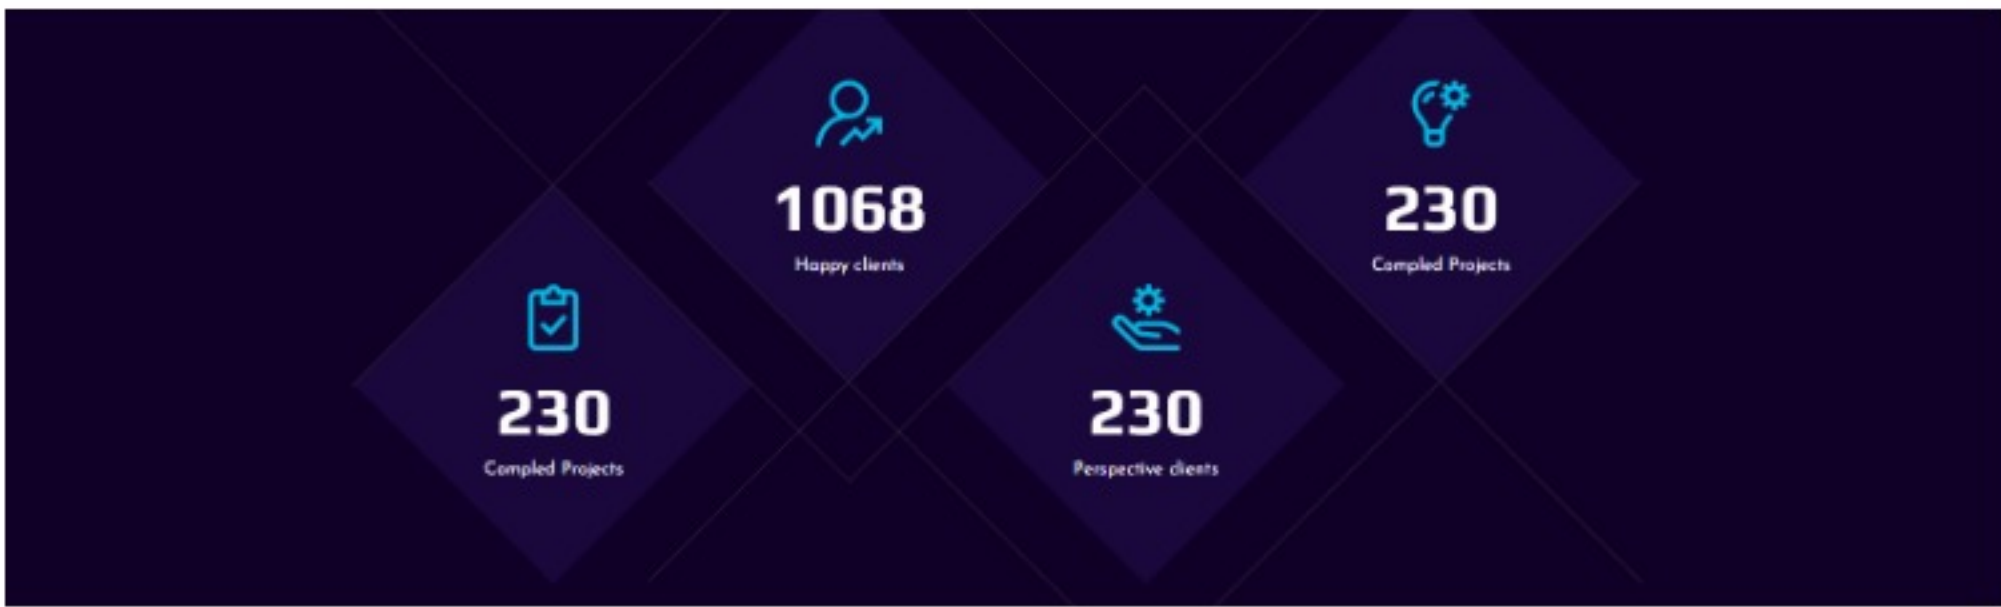 1068
Happy clients
230
Compled Projects
230
Compled Projects
230
Perspective clients